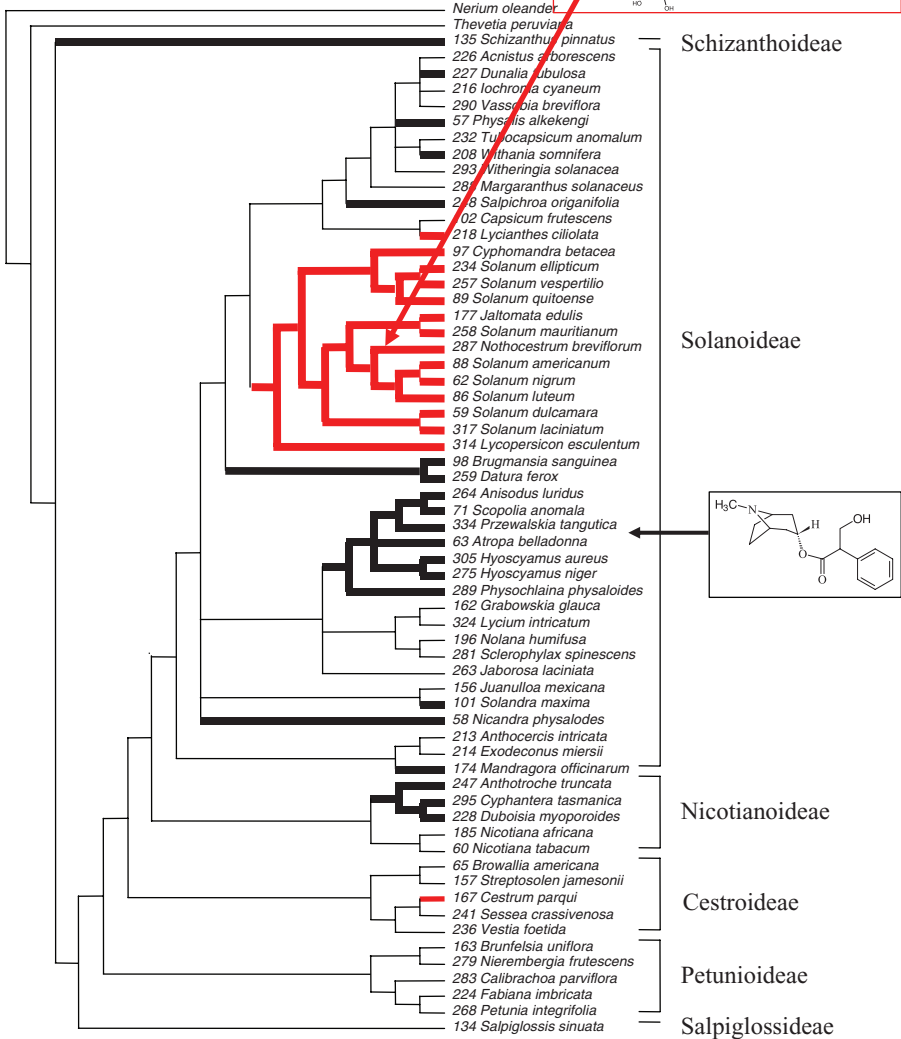 HO
OH
Nerium oleander
Thevetia peruviana
135 Schizanthus pinnatus
Schizanthoideae
226 Acnistus arborescens
227 Dunalia tubulosa
216 Iochroma cyaneum
290 Vassobia breviflora
57 Physalis alkekengi
232 Tubocapsicum anomalum
208 Withania somnifera
293 Witheringia solanacea
Margaranthus solanaceus
Salpichroa origanifolia
Capsicum frutescens
218 Lycianthes ciliolata
97 Cyphomandra betacea
234 Solanum ellipticum
257 Solanum vespertilio
89 Solanum quitoense
177 Jaltomata edulis
258 Solanum mauritianum
Solanoideae
287 Nothocestrum breviflorum
88 Solanum americanum
62 Solanum nigrum
86 Solanum luteum
59 Solanum dulcamara
317 Solanum laciniatum
314 Lycopersicon esculentum
98 Brugmansia sanguinea
259 Datura ferox
264 Anisodus luridus
71 Scopolia anomala
334 Przewalskia tangutica
63 Atropa belladonna
305 Hyoscyamus aureus
275 Hyoscyamus niger
289 Physochlaina physaloides
H₃C
N
H
OH
O
O
162 Grabowskia glauca
324 Lycium intricatum
196 Nolana humifusa
281 Sclerophylax spinescens
263 Jaborosa laciniata
156 Juanulloa mexicana
101 Solandra maxima
58 Nicandra physalodes
213 Anthocercis intricata
214 Exodeconus miersii
174 Mandragora officinarum
247 Anthotroche truncata
295 Cyphantera tasmanica
228 Duboisia myoporoides
Nicotianoideae
185 Nicotiana africana
60 Nicotiana tabacum
65 Browallia americana
157 Streptosolen jamesonii
167 Cestrum parqui
Cestroideae
241 Sessea crassivenosa
236 Vestia foetida
163 Brunfelsia uniflora
279 Nierembergia frutescens
Petunioideae
283 Calibrachoa parviflora
224 Fabiana imbricata
268 Petunia integrifolia
134 Salpiglossis sinuata
Salpiglossideae